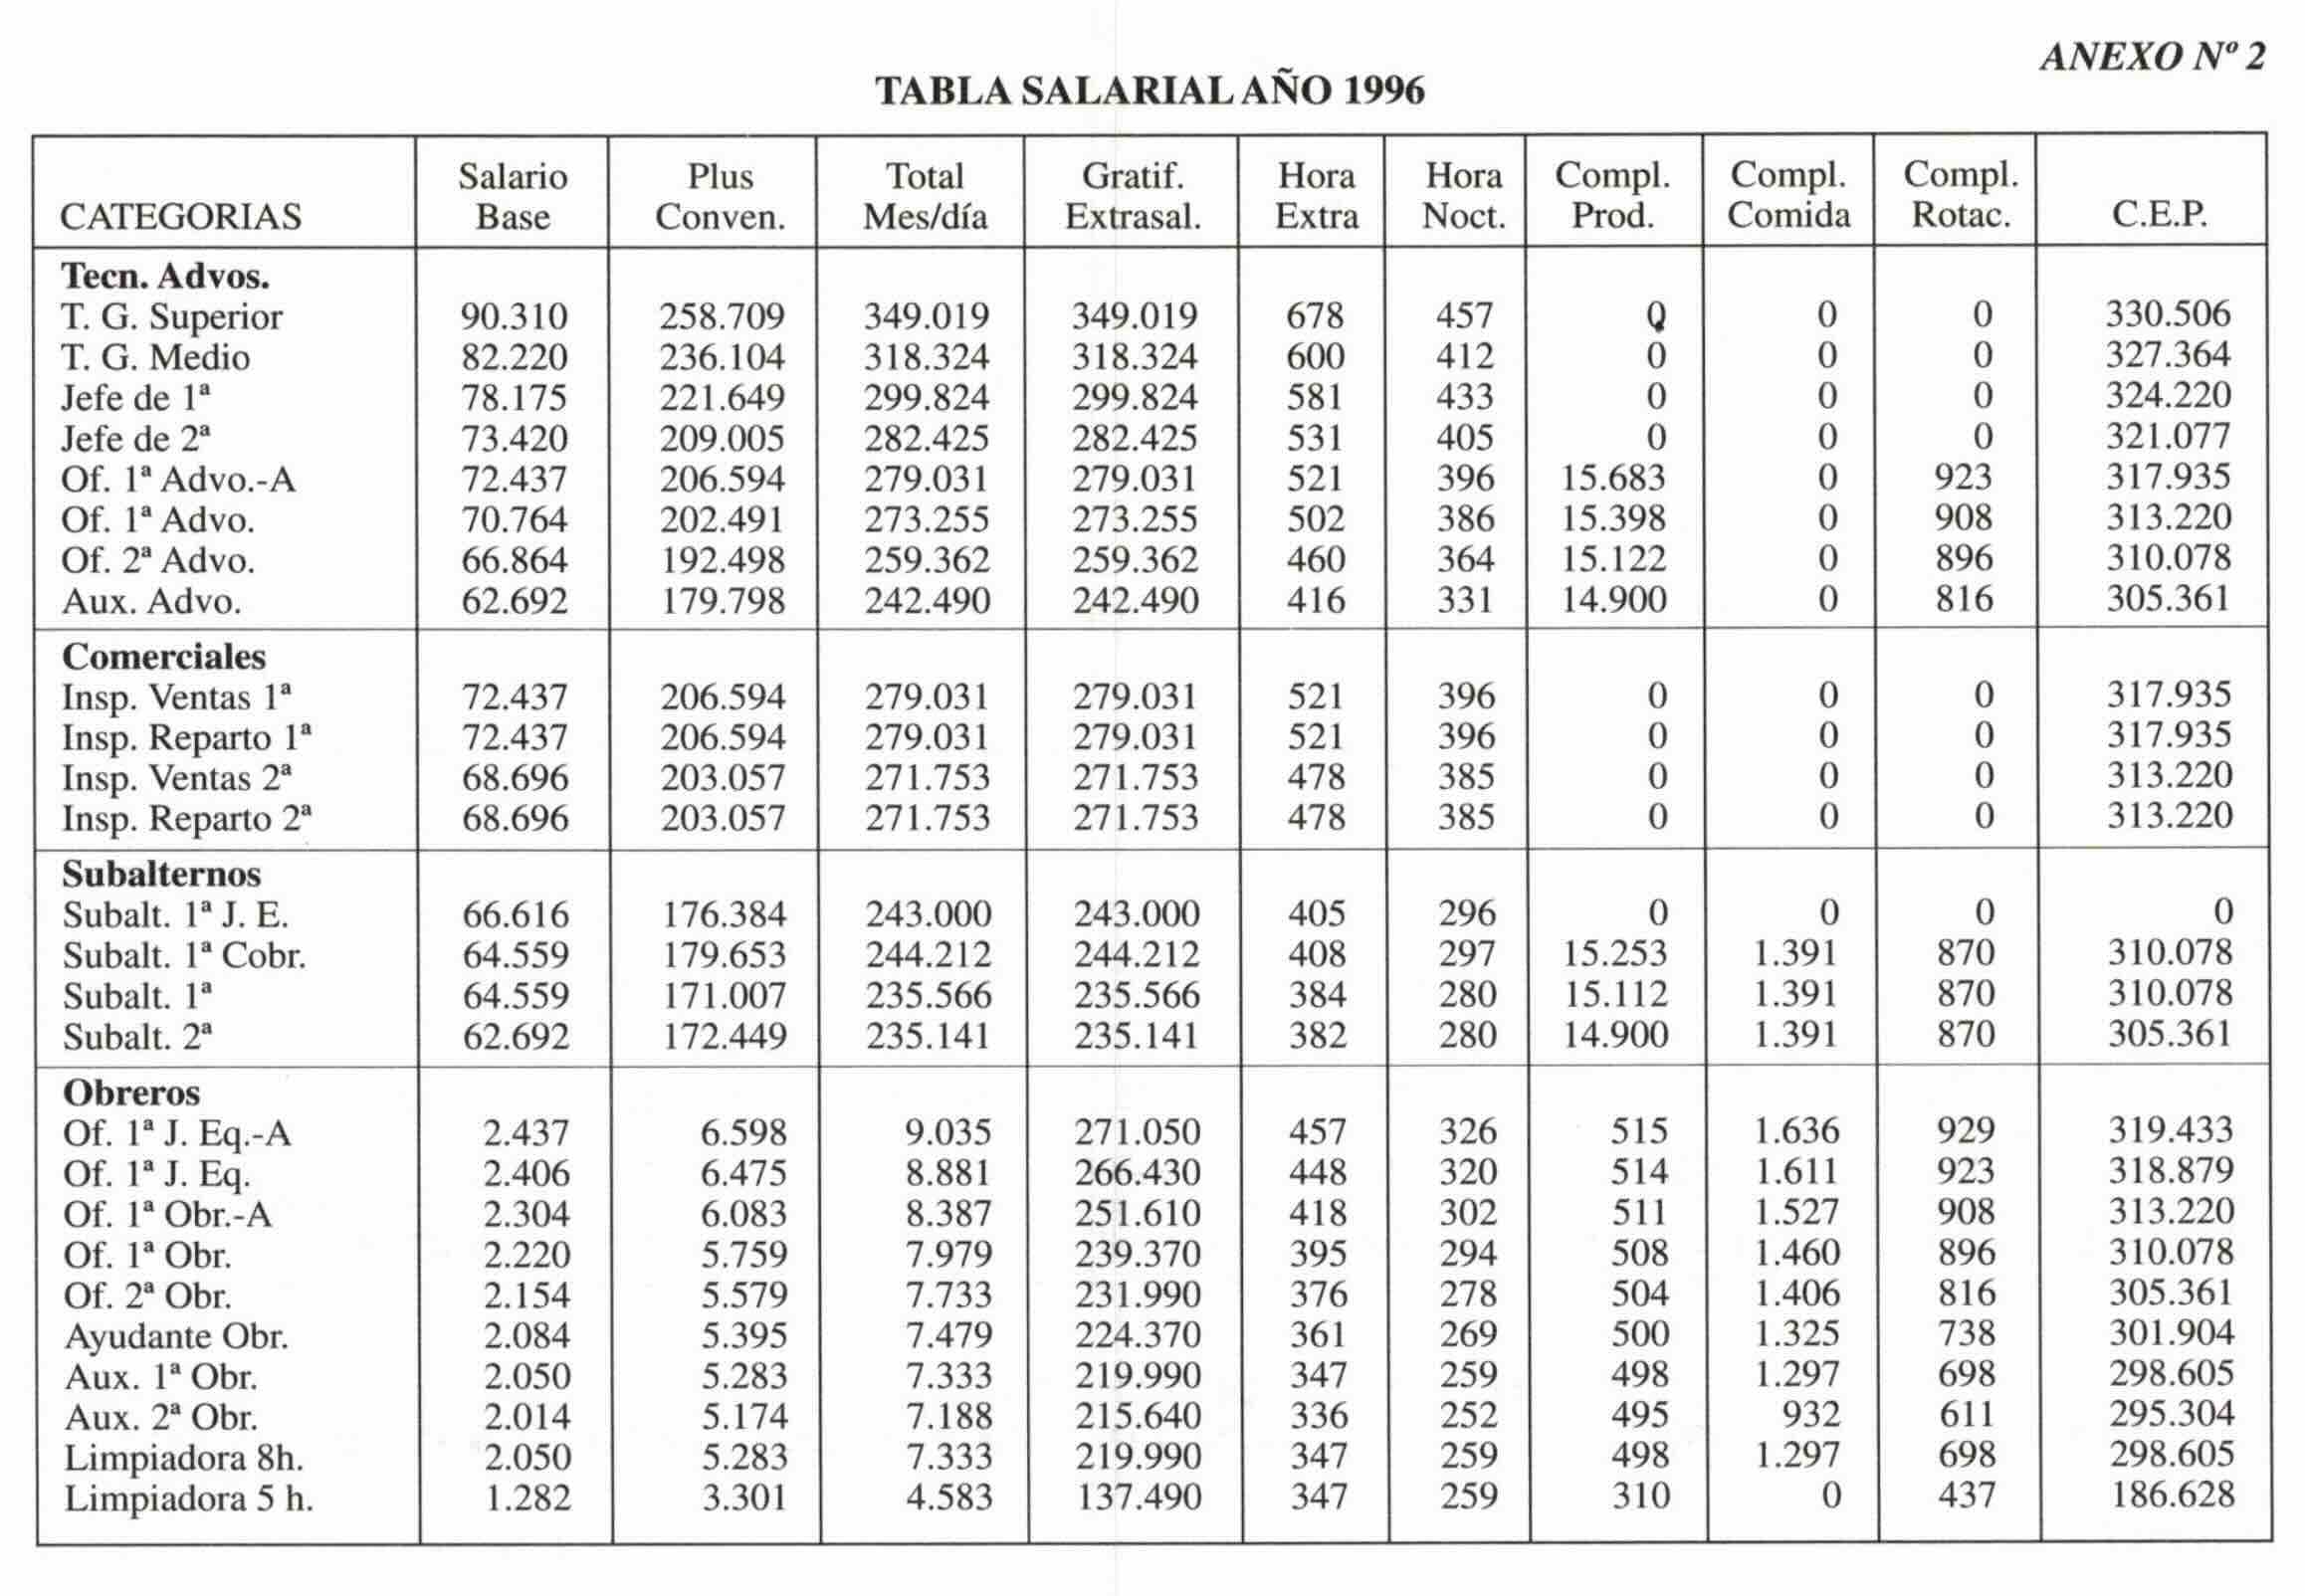 ANEXO Nº 2
TABLA SALARIAL AÑO 1996
CATEGORIAS Salario Base Plus Conven. Total Mes/día Gratif. Extrasal. Hora Extra Hora Noct. Compl. Prod. Compl. Comida Compl. Rotac. C.E.P.
Tecn. Advos.
T. G. Superior 90.310 258.709 349.019 349.019 678 457 0 0 0 330.506
T. G. Medio 82.220 236.104 318.324 318.324 600 412 0 0 0 327.364
Jefe de 1ª 78.175 221.649 299.824 299.824 581 433 0 0 0 324.220
Jefe de 2ª 73.420 209.005 282.425 282.425 531 405 0 0 0 321.077
Of. 1ª Advo.-A 72.437 206.594 279.031 279.031 521 396 15.683 0 923 317.935
Of. 1ª Advo. 70.764 202.491 273.255 273.255 502 386 15.398 0 908 313.220
Of. 2ª Advo. 66.864 192.498 259.362 259.362 460 364 15.122 0 896 310.078
Aux. Advo. 62.692 179.798 242.490 242.490 416 331 14.900 0 816 305.361
Comerciales
Insp. Ventas 1ª 72.437 206.594 279.031 279.031 521 396 0 0 0 317.935
Insp. Reparto 1ª 72.437 206.594 279.031 279.031 521 396 0 0 0 317.935
Insp. Ventas 2ª 68.696 203.057 271.753 271.753 478 385 0 0 0 313.220
Insp. Reparto 2ª 68.696 203.057 271.753 271.753 478 385 0 0 0 313.220
Subalternos
Subalt. 1ª J. E. 66.616 176.384 243.000 243.000 405 296 0 0 0 0
Subalt. 1ª Cobr. 64.559 179.653 244.212 244.212 408 297 15.253 1.391 870 310.078
Subalt. 1ª 64.559 171.007 235.566 235.566 384 280 15.112 1.391 870 310.078
Subalt. 2ª 62.692 172.449 235.141 235.141 382 280 14.900 1.391 870 305.361
Obreros
Of. 1ª J. Eq.-A 2.437 6.598 9.035 271.050 457 326 515 1.636 929 319.433
Of. 1ª J. Eq. 2.406 6.475 8.881 266.430 448 320 514 1.611 923 318.879
Of. 1ª Obr.-A 2.304 6.083 8.387 251.610 418 302 511 1.527 908 313.220
Of. 1ª Obr. 2.220 5.759 7.979 239.370 395 294 508 1.460 896 310.078
Of. 2ª Obr. 2.154 5.579 7.733 231.990 376 278 504 1.406 816 305.361
Ayudante Obr. 2.084 5.395 7.479 224.370 361 269 500 1.325 738 301.904
Aux. 1ª Obr. 2.050 5.283 7.333 219.990 347 259 498 1.297 698 298.605
Aux. 2ª Obr. 2.014 5.174 7.188 215.640 336 252 495 932 611 295.304
Limpiadora 8h. 2.050 5.283 7.333 219.990 347 259 498 1.297 698 298.605
Limpiadora 5 h. 1.282 3.301 4.583 137.490 347 259 310 0 437 186.628